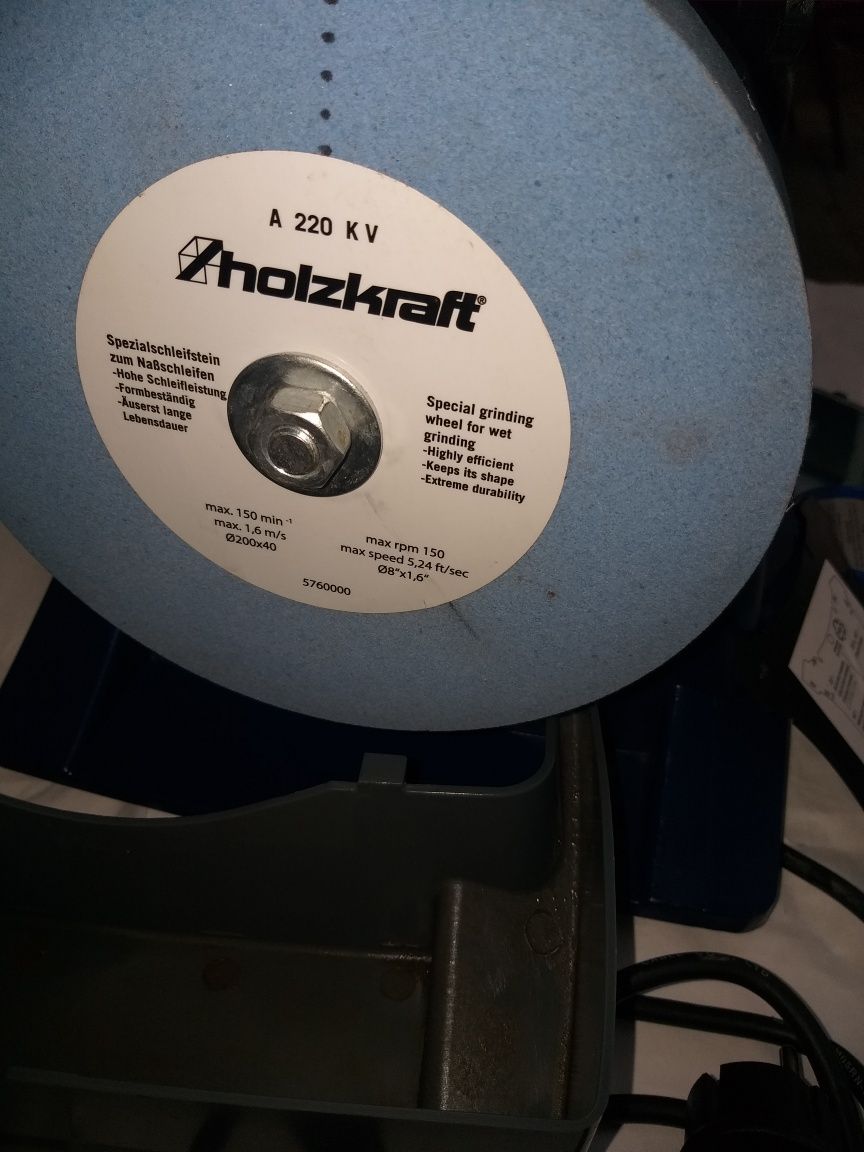 A 220 K V
holzkraft®
Spezialschleifstein
zum Naßschleifen
-Hohe Schleifleistung
-Formbeständig
-Äuserst lange
Lebensdauer
Special grinding
wheel for wet
grinding
-Highly efficient
-Keeps its shape
-Extreme durability
max. 150 min -1
max. 1,6 m/s
Ø200x40
max rpm 150
max speed 5,24 ft/sec
Ø8"x1,6"
5760000